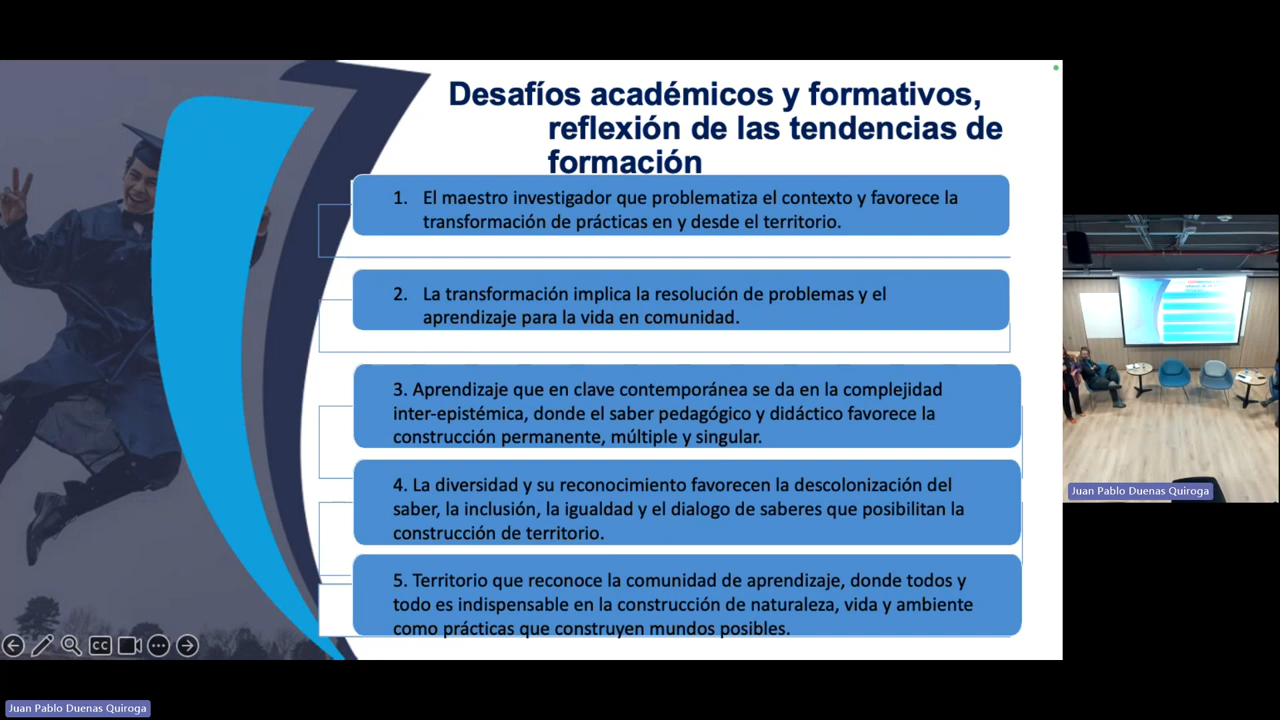 Desafíos académicos y formativos,
reflexión de las tendencias de
formación
1. El maestro investigador que problematiza el contexto y favorece la
transformación de prácticas en y desde el territorio.
2. La transformación implica la resolución de problemas y el
aprendizaje para la vida en comunidad.
3. Aprendizaje que en clave contemporánea se da en la complejidad
inter-epistémica, donde el saber pedagógico y didáctico favorece la
construcción permanente, múltiple y singular.
4. La diversidad y su reconocimiento favorecen la descolonización del
saber, la inclusión, la igualdad y el dialogo de saberes que posibilitan la
construcción de territorio.
5. Territorio que reconoce la comunidad de aprendizaje, donde todos y
todo es indispensable en la construcción de naturaleza, vida y ambiente
como prácticas que construyen mundos posibles.
CC
Juan Pablo Duenas Quiroga
Juan Pablo Duenas Quiroga